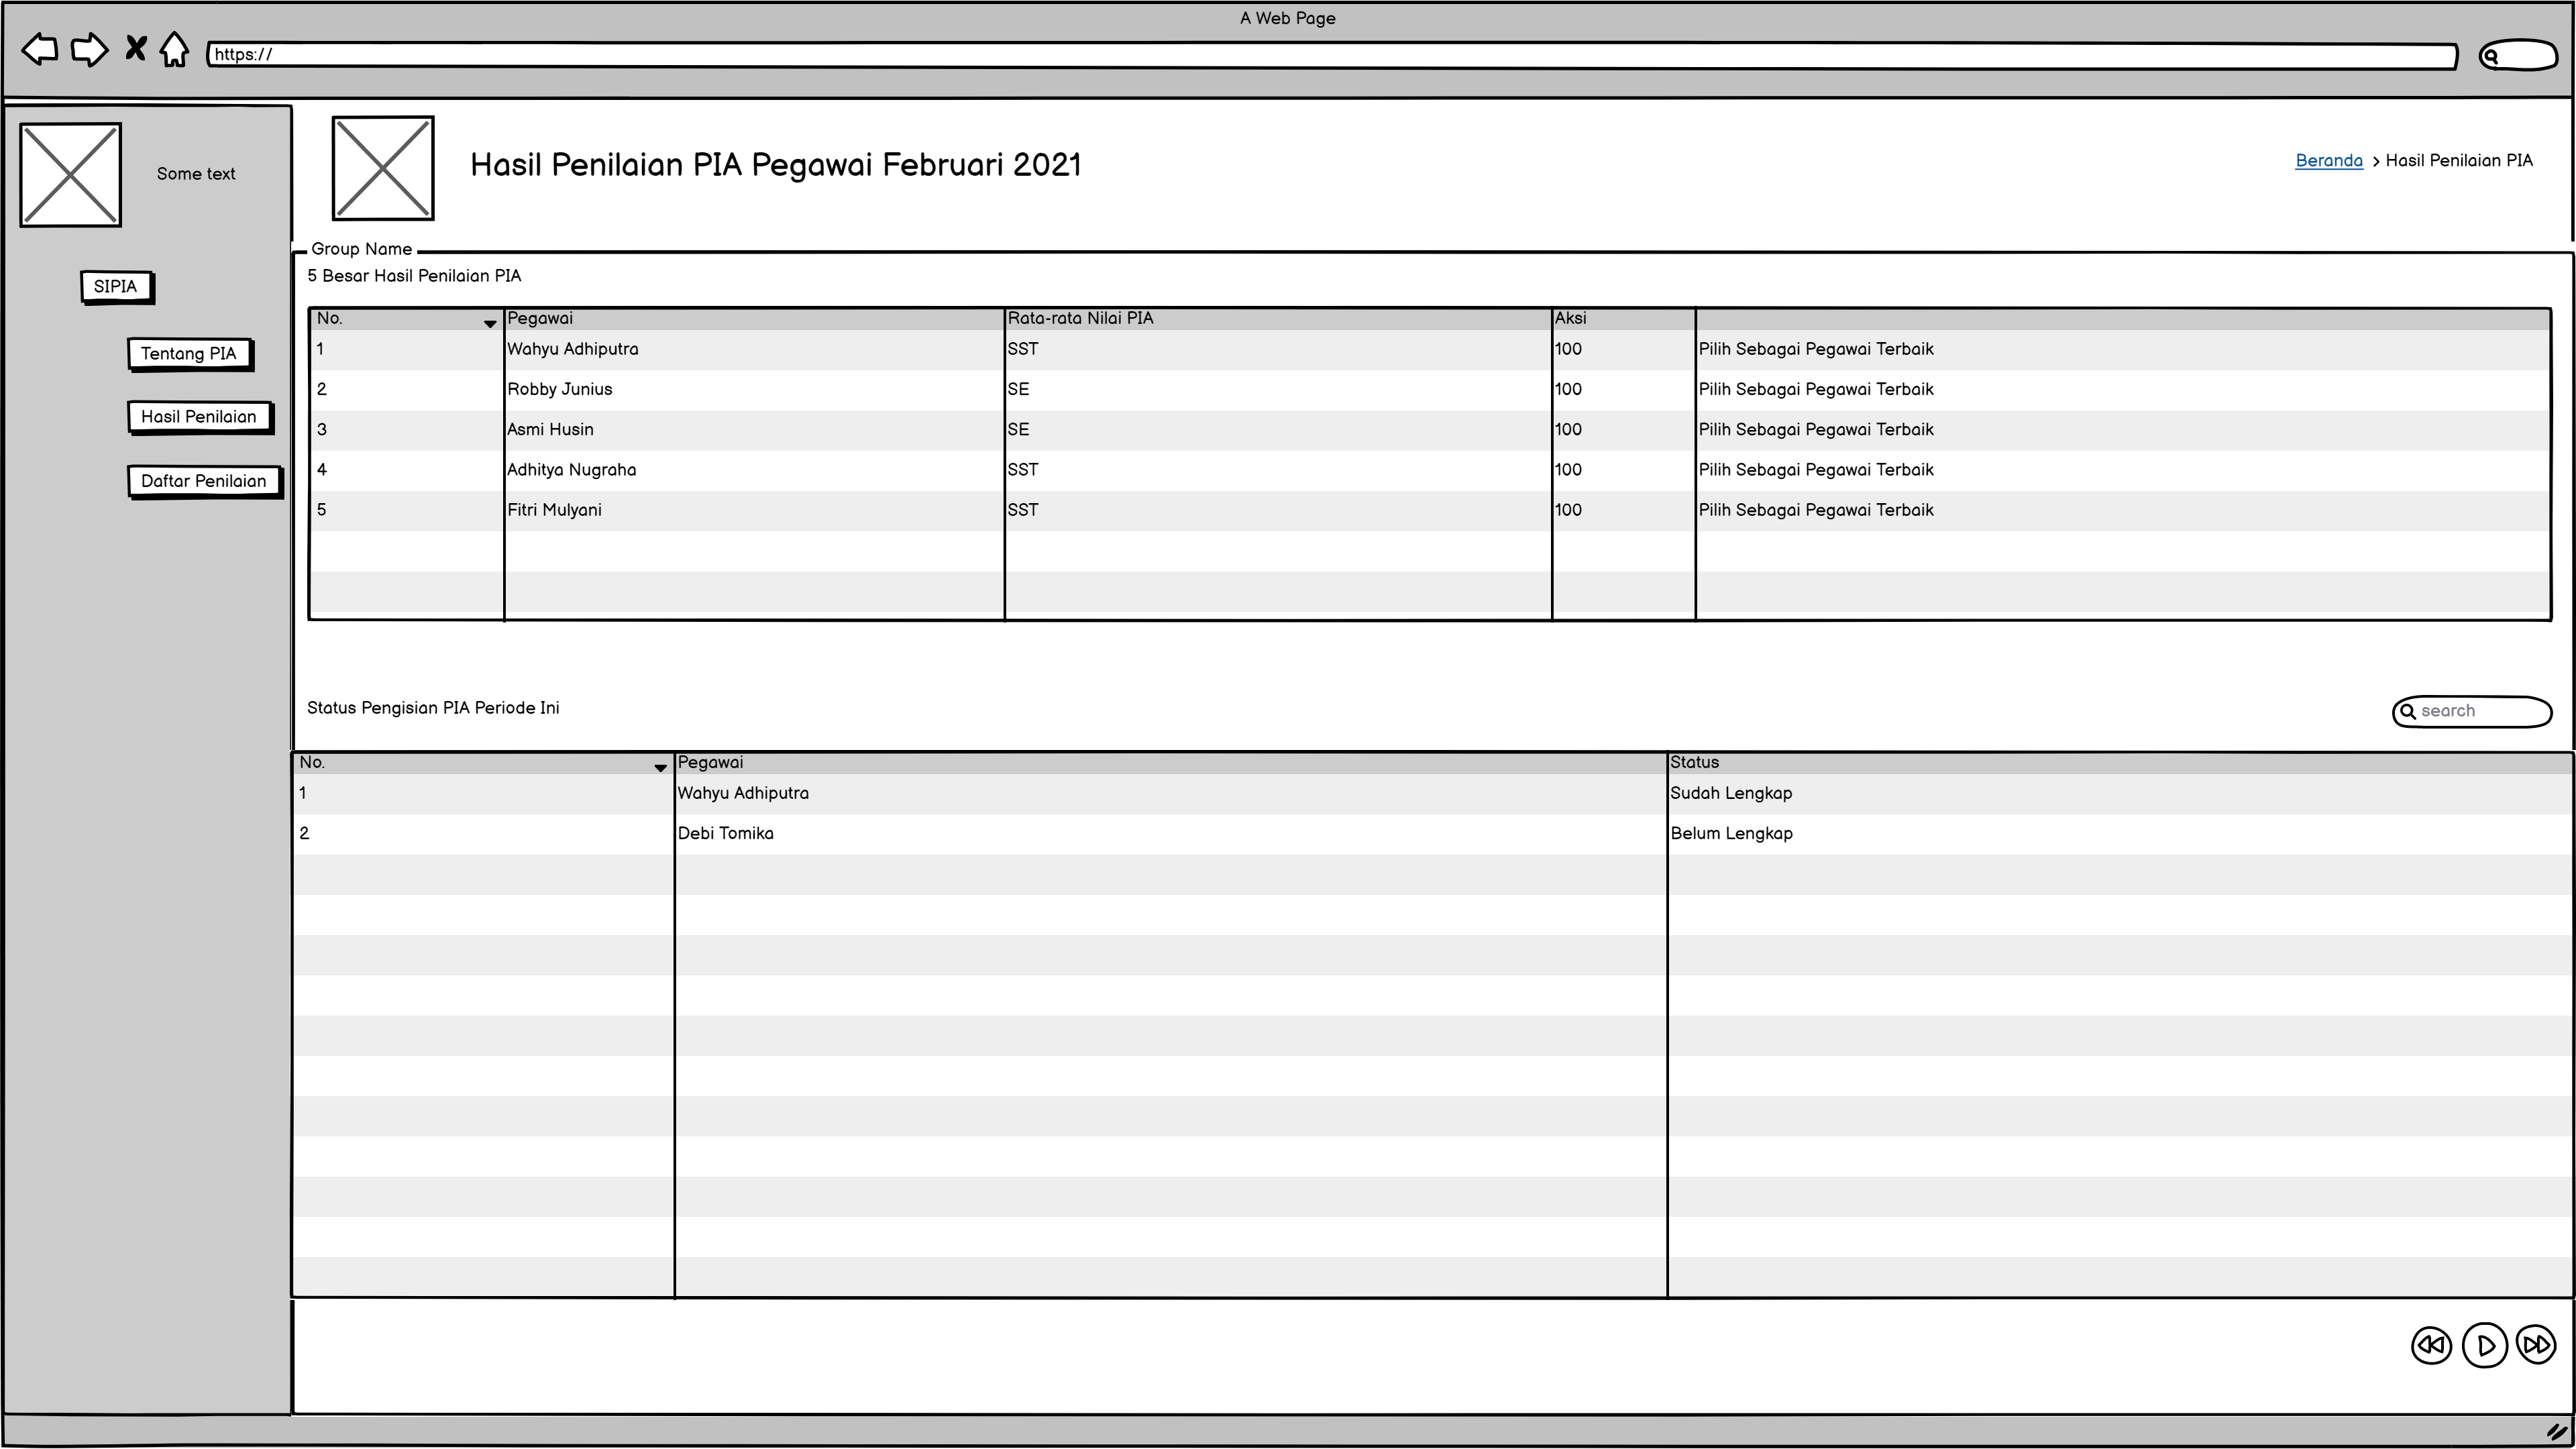 A Web Page
https://
Some text
SIPIA
Tentang PIA
Hasil Penilaian
Daftar Penilaian
Hasil Penilaian PIA Pegawai Februari 2021
Beranda > Hasil Penilaian PIA
Group Name
5 Besar Hasil Penilaian PIA
No. Pegawai Rata-rata Nilai PIA Aksi
1 Wahyu Adhiputra SST 100 Pilih Sebagai Pegawai Terbaik
2 Robby Junius SE 100 Pilih Sebagai Pegawai Terbaik
3 Asmi Husin SE 100 Pilih Sebagai Pegawai Terbaik
4 Adhitya Nugraha SST 100 Pilih Sebagai Pegawai Terbaik
5 Fitri Mulyani SST 100 Pilih Sebagai Pegawai Terbaik
Status Pengisian PIA Periode Ini
search
No. Pegawai Status
1 Wahyu Adhiputra Sudah Lengkap
2 Debi Tomika Belum Lengkap